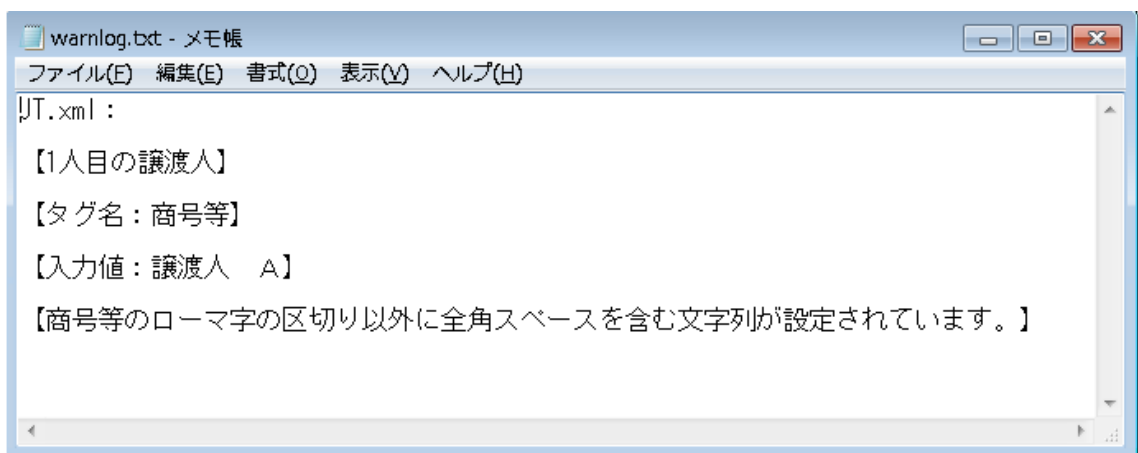 warnlog.txt - メモ帳
ファイル(F) 編集(E) 書式(O) 表示(V) ヘルプ(H)
JT.xml：
【1人目の譲渡人】
【タグ名：商号等】
【入力値：譲渡人　Ａ】
【商号等のローマ字の区切り以外に全角スペースを含む文字列が設定されています。】